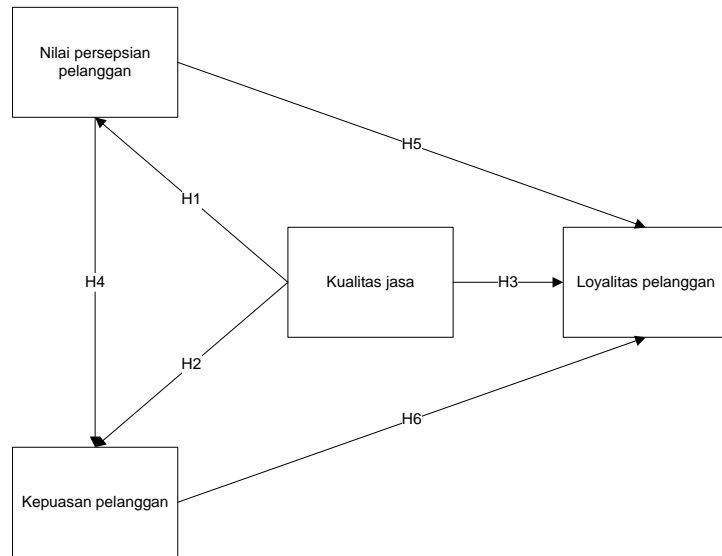 Nilai persepsian
pelanggan
H5
H1
Kualitas jasa
H3
Loyalitas pelanggan
H4
H2
H6
Kepuasan pelanggan